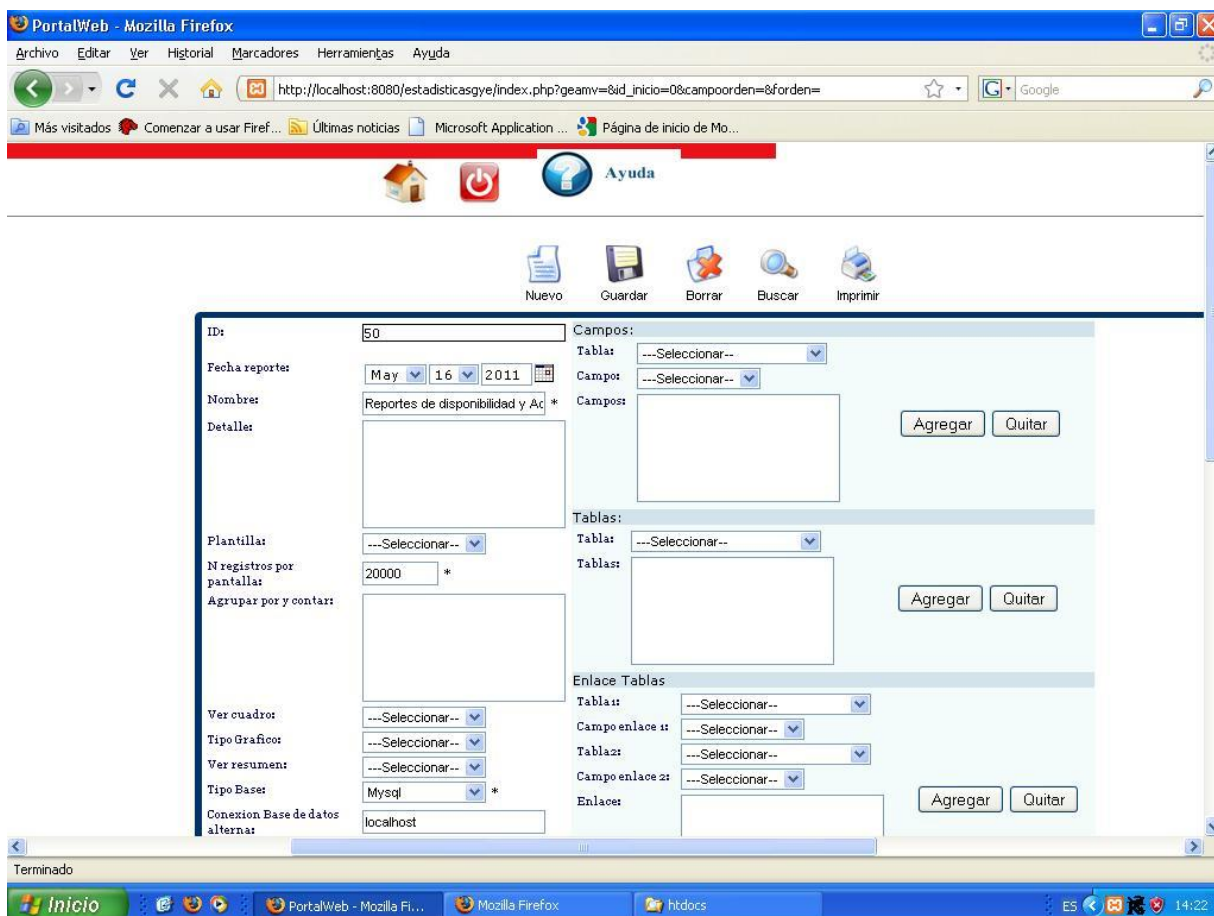 PortalWeb - Mozilla Firefox
Archivo Editar Ver Historial Marcadores Herramientas Ayuda
http://localhost:8080/estadisticasgye/index.php?geamv=&id_inicio=0&campoorden=&forden=
G Google
Más visitados Comenzar a usar Firef... Últimas noticias Microsoft Application ... Página de inicio de Mo...
Ayuda
Nuevo Guardar Borrar Buscar Imprimir
ID: 50
Fecha reporte: May 16 2011
Nombre: Reportes de disponibilidad y Ac *
Detalle:
Plantilla: ---Seleccionar--
N registros por pantalla: 20000 *
Agrupar por y contar:
Ver cuadro: ---Seleccionar--
Tipo Grafico: ---Seleccionar--
Ver resumen: ---Seleccionar--
Tipo Base: Mysql *
Conexion Base de datos alterna: localhost
Campos:
Tabla: ---Seleccionar--
Campo: ---Seleccionar--
Campos:
Agregar Quitar
Tablas:
Tabla: ---Seleccionar--
Tablas:
Agregar Quitar
Enlace Tablas
Tabla1: ---Seleccionar--
Campo enlace 1: ---Seleccionar--
Tabla2: ---Seleccionar--
Campo enlace 2: ---Seleccionar--
Enlace:
Agregar Quitar
Terminado
Inicio PortalWeb - Mozilla Fi... Mozilla Firefox htdocs ES 14:22